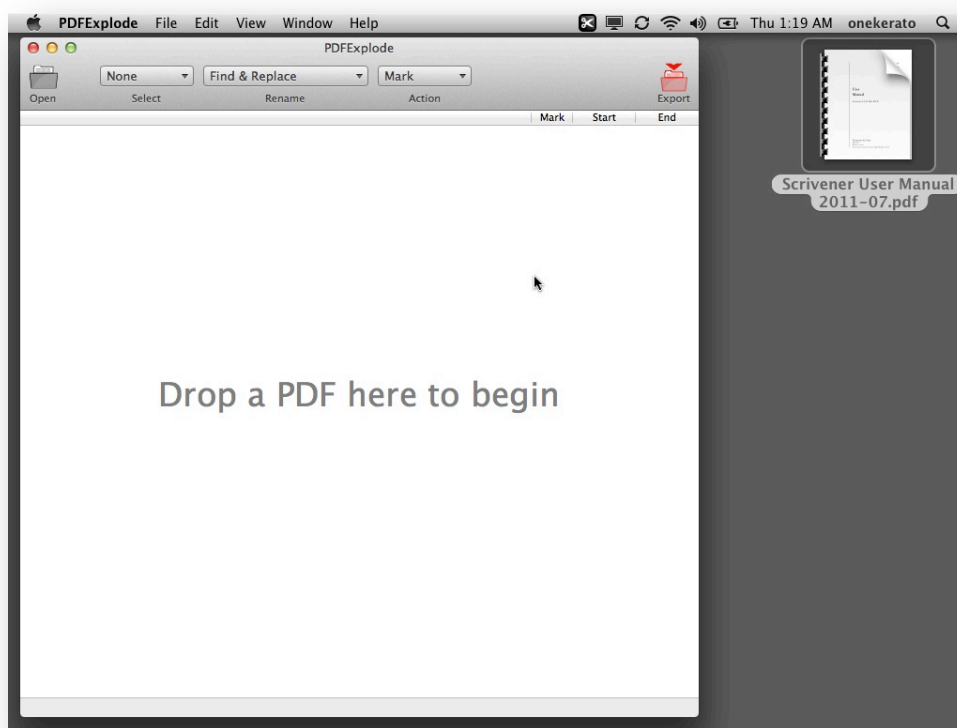 PDFExplode File Edit View Window Help Thu 1:19 AM onekerato
PDFExplode
None Find & Replace Mark
Open Select Rename Action Export
Mark Start End
Drop a PDF here to begin
Scrivener User Manual
2011-07.pdf